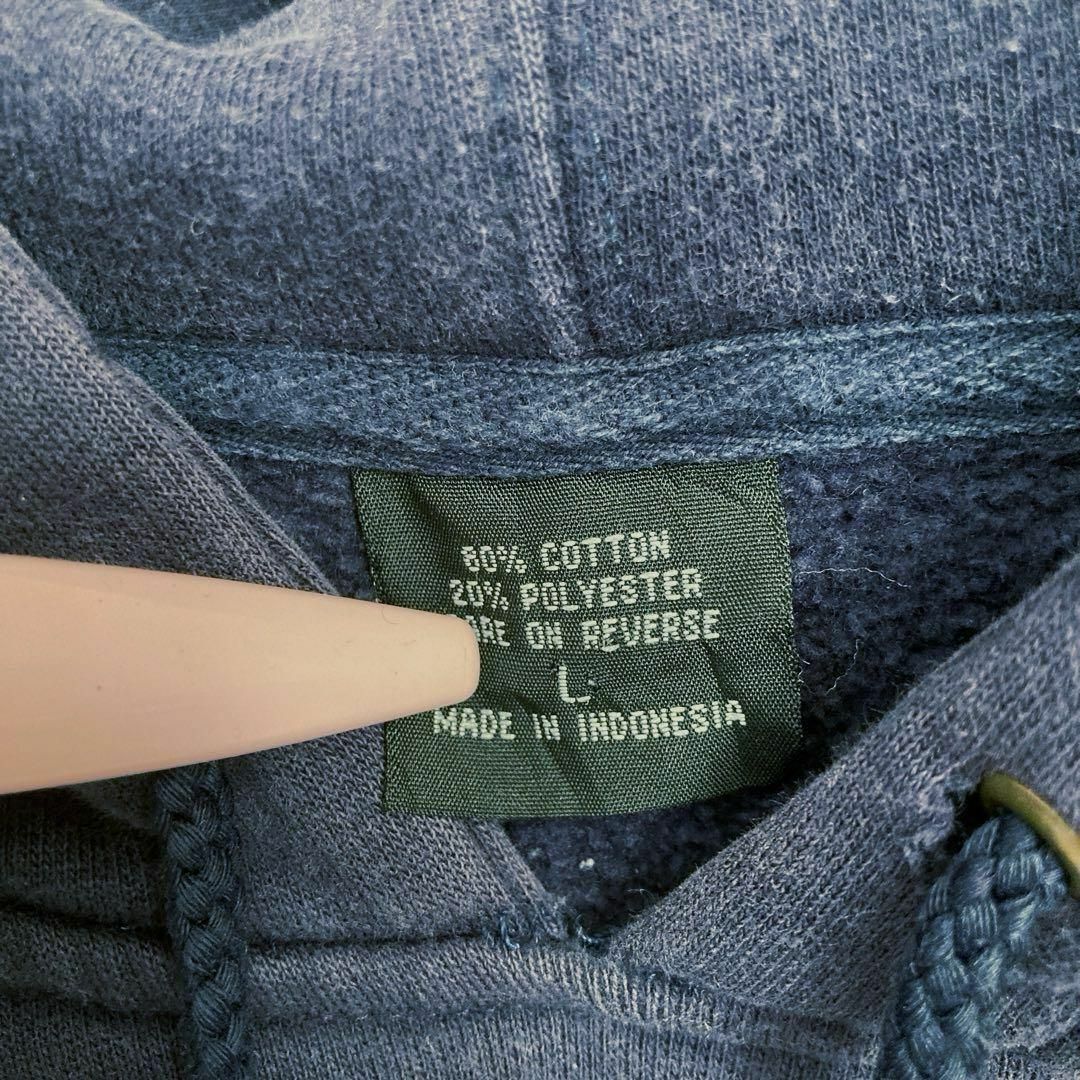 80% COTTON
20% POLYESTER
ON REVERSE
L
MADE IN INDONESIA